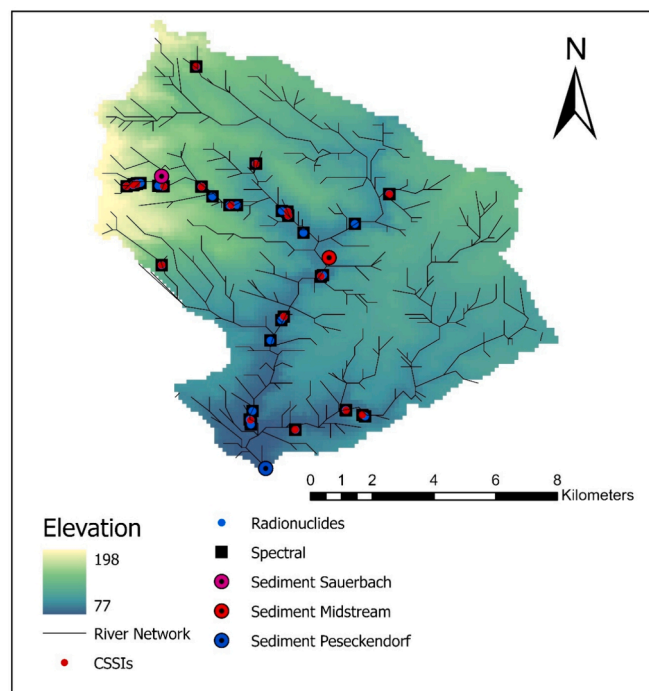 N
0 1 2 4 6 8
Kilometers
Elevation
198
77
River Network
CSSIs
Radionuclides
Spectral
Sediment Sauerbach
Sediment Midstream
Sediment Peseckendorf